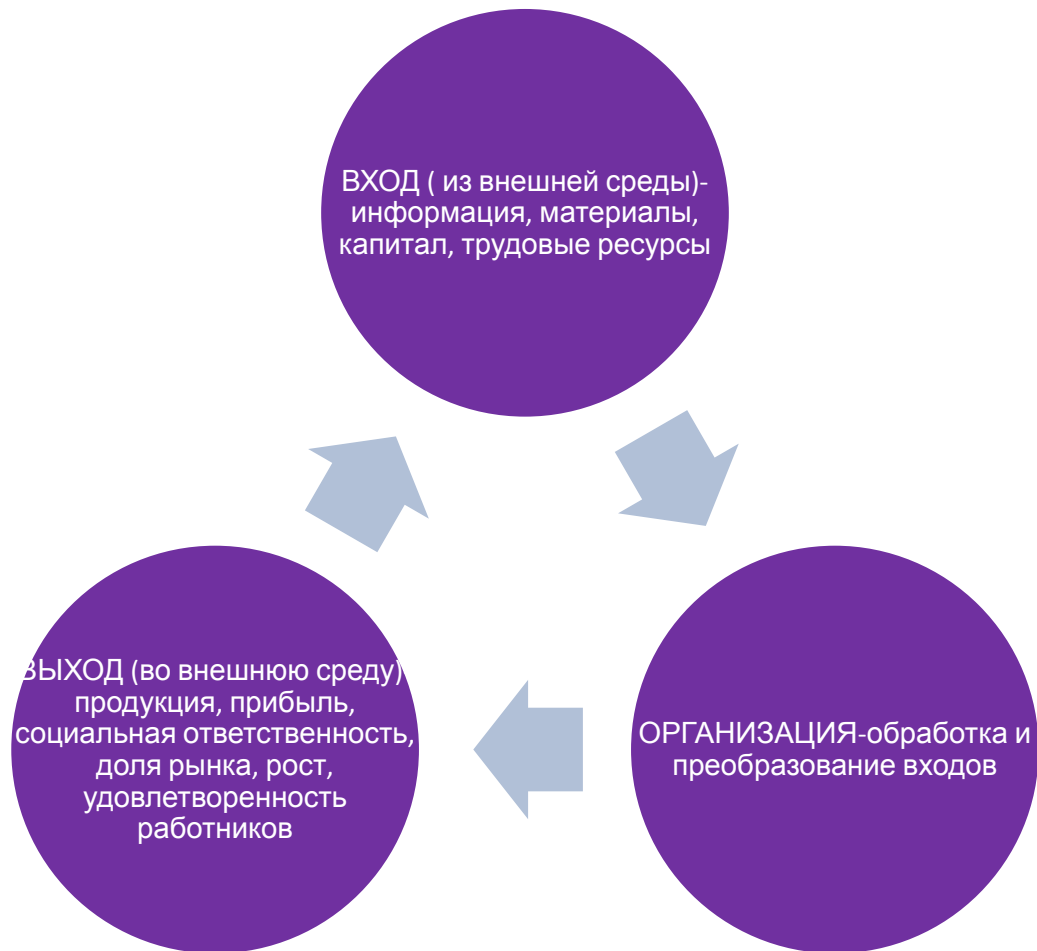 ВХОД ( из внешней среды)-
информация, материалы,
капитал, трудовые ресурсы
ОРГАНИЗАЦИЯ-обработка и
преобразование входов
ВЫХОД (во внешнюю среду)
продукция, прибыль,
социальная ответственность,
доля рынка, рост,
удовлетворенность
работников